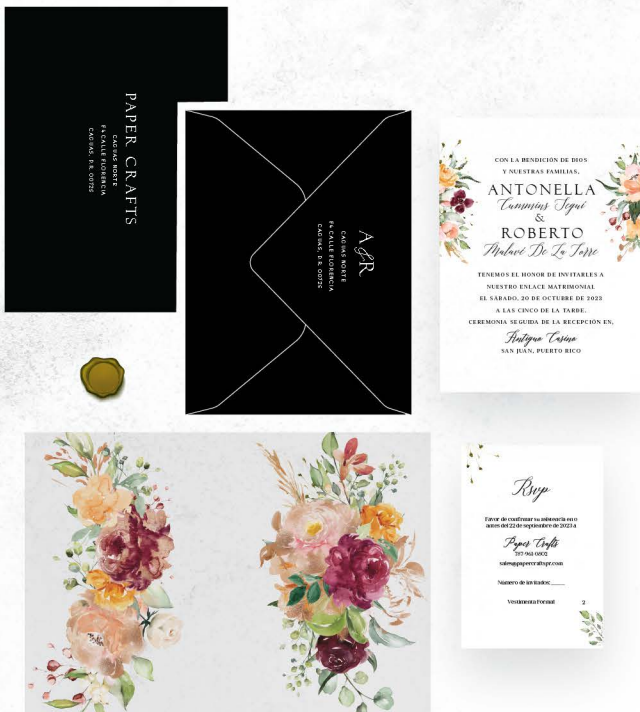 PAPER CRAFTS
CAGUAS NORTE
F4 CALLE FLORENCIA
CAGUAS, P.R. 00725
A&R
CAGUAS NORTE
F4 CALLE FLORENCIA
CAGUAS, P.R. 00725
CON LA BENDICIÓN DE DIOS
Y NUESTRAS FAMILIAS,
ANTONELLA
Cummins Seguí
&
ROBERTO
Malavé De La Torre
TENEMOS EL HONOR DE INVITARLES A
NUESTRO ENLACE MATRIMONIAL
EL SÁBADO, 20 DE OCTUBRE DE 2023
A LAS CINCO DE LA TARDE.
CEREMONIA SEGUIDA DE LA RECEPCIÓN EN,
Antiguo Casino
SAN JUAN, PUERTO RICO
Rsvp
Favor de confirmar su asistencia en o
antes del 22 de septiembre de 2023 a
Paper Crafts
787-961-0802
sales@papercraftspr.com
Número de invitados:_____
Vestimenta Formal 2